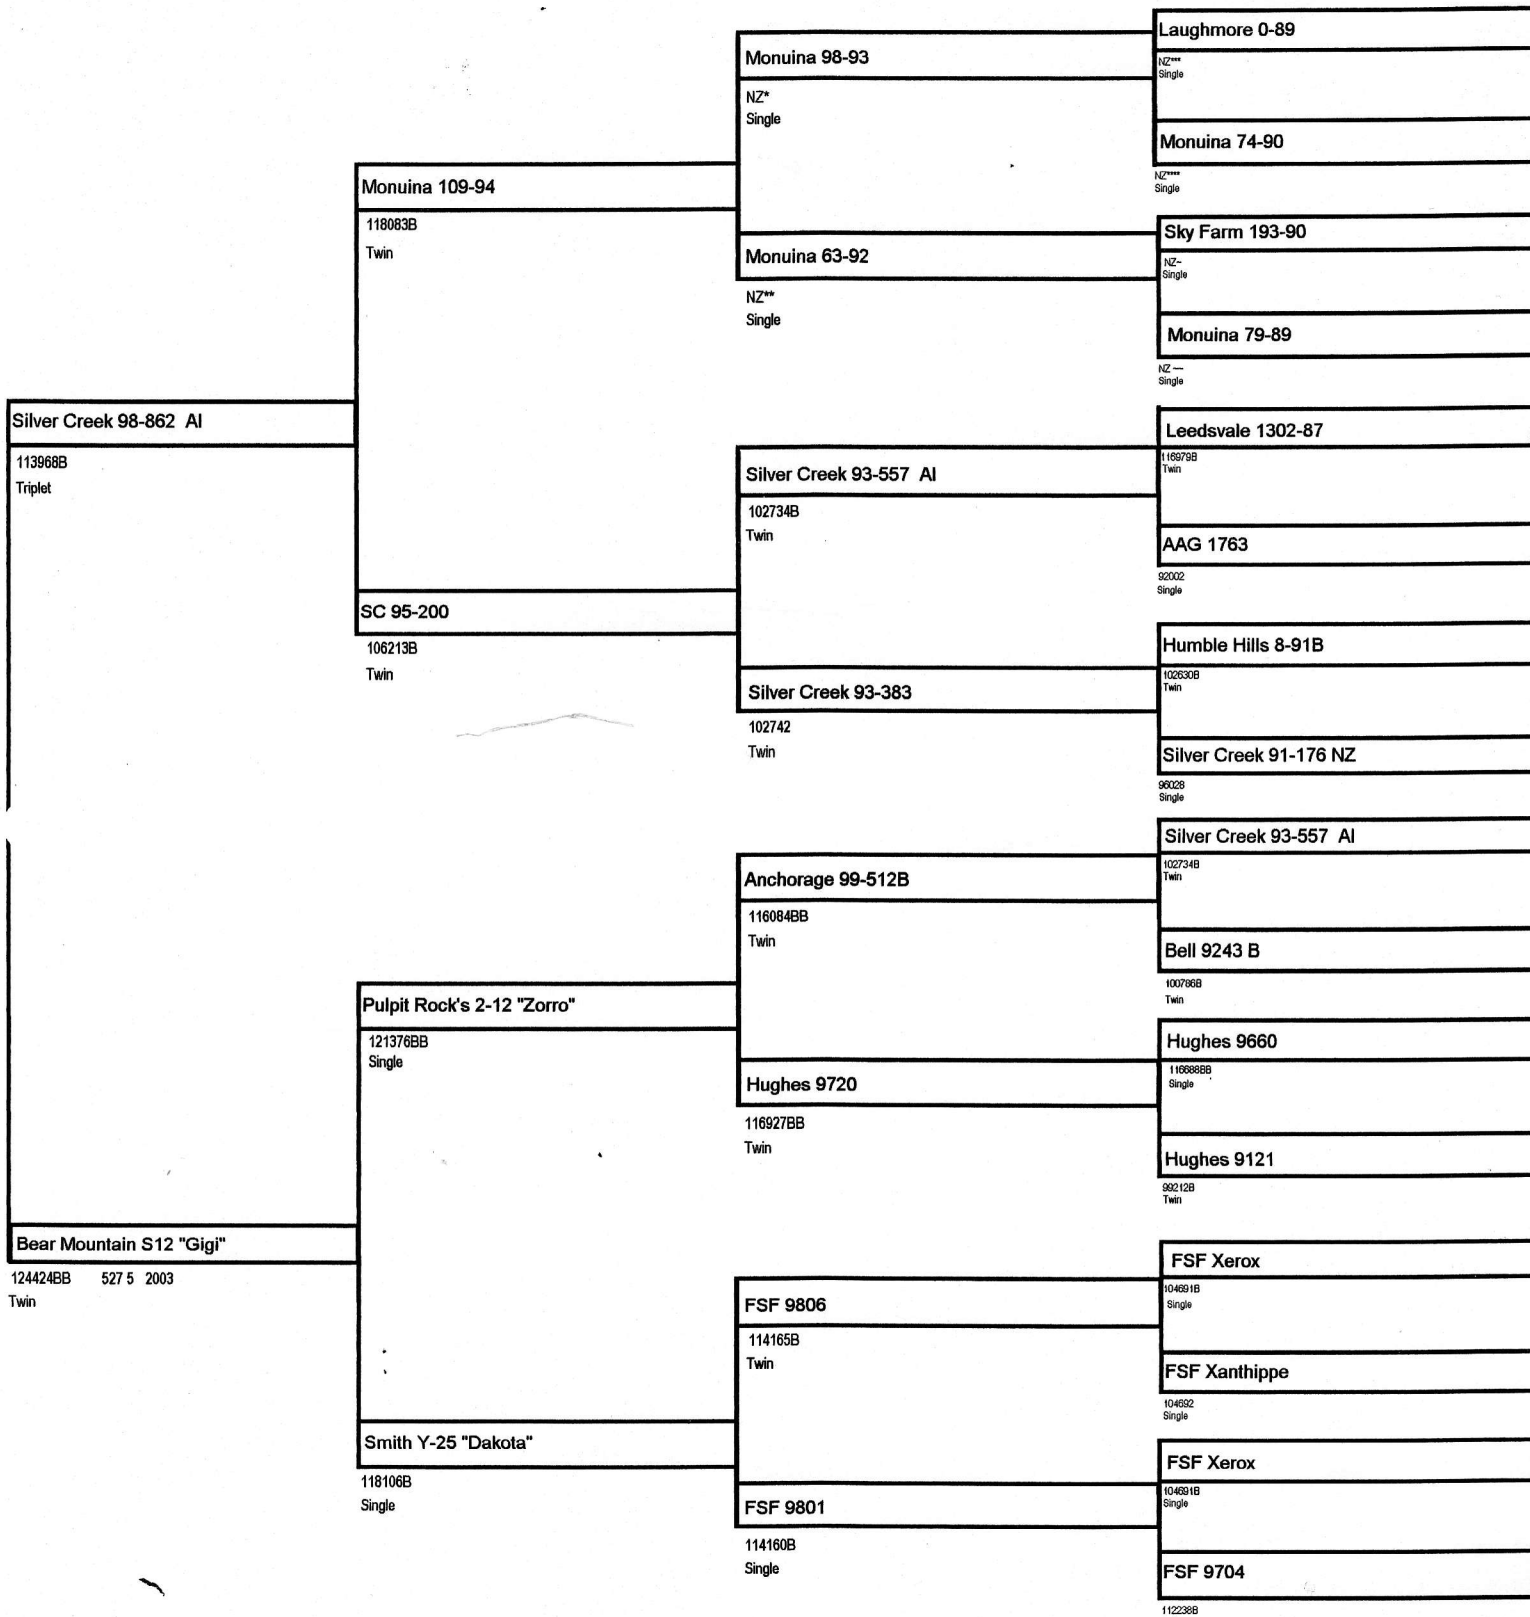 Silver Creek 98-862 AI
113968B
Triplet
Bear Mountain S12 "Gigi"
124424BB 527 5 2003
Twin
Monuina 109-94
118083B
Twin
SC 95-200
106213B
Twin
Pulpit Rock's 2-12 "Zorro"
121376BB
Single
Smith Y-25 "Dakota"
118106B
Single
Monuina 98-93
NZ*
Single
Monuina 63-92
NZ**
Single
Silver Creek 93-557 AI
102734B
Twin
Silver Creek 93-383
102742
Twin
Anchorage 99-512B
116084BB
Twin
Hughes 9720
116927BB
Twin
FSF 9806
114165B
Twin
FSF 9801
114160B
Single
Laughmore 0-89
NZ***
Single
Monuina 74-90
NZ****
Single
Sky Farm 193-90
NZ~
Single
Monuina 79-89
NZ ~~
Single
Leedsvale 1302-87
116979B
Twin
AAG 1763
92002
Single
Humble Hills 8-91B
102630B
Twin
Silver Creek 91-176 NZ
96028
Single
Silver Creek 93-557 AI
102734B
Twin
Bell 9243 B
100786B
Twin
Hughes 9660
116688BB
Single
Hughes 9121
99212B
Twin
FSF Xerox
104691B
Single
FSF Xanthippe
104692
Single
FSF Xerox
104691B
Single
FSF 9704
112238B